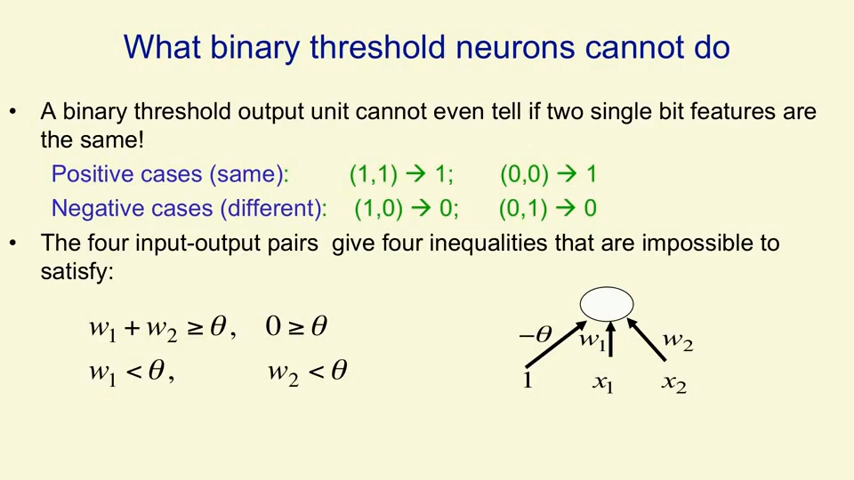 What binary threshold neurons cannot do
• A binary threshold output unit cannot even tell if two single bit features are
the same!
Positive cases (same): (1,1) → 1; (0,0) → 1
Negative cases (different): (1,0) → 0; (0,1) → 0
• The four input-output pairs give four inequalities that are impossible to
satisfy:
w₁ + w₂ ≥ θ, 0 ≥ θ
w₁ < θ, w₂ < θ
−θ w₁ w₂
1 x₁ x₂